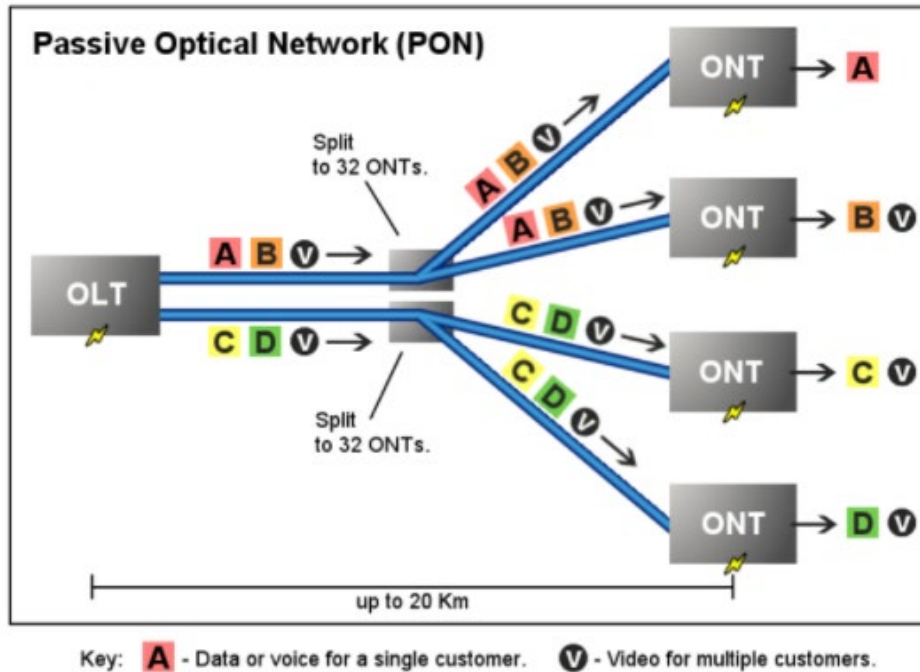 Passive Optical Network (PON)
ONT
A
Split
to 32 ONTs.
A B V
ONT
B V
A B V
A B V
OLT
C D V
C D V
ONT
C V
C D V
Split
to 32 ONTs.
ONT
D V
up to 20 Km
Key: A - Data or voice for a single customer. V - Video for multiple customers.